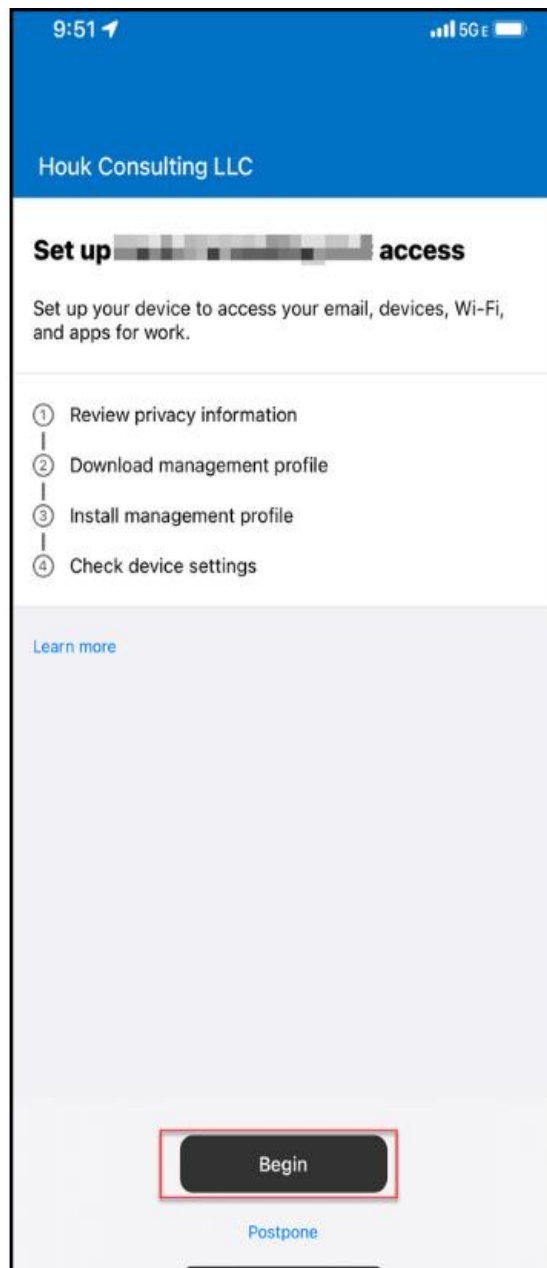 9:51
5G E
Houk Consulting LLC
Set up access
Set up your device to access your email, devices, Wi-Fi,
and apps for work.
1 Review privacy information
2 Download management profile
3 Install management profile
4 Check device settings
Learn more
Begin
Postpone